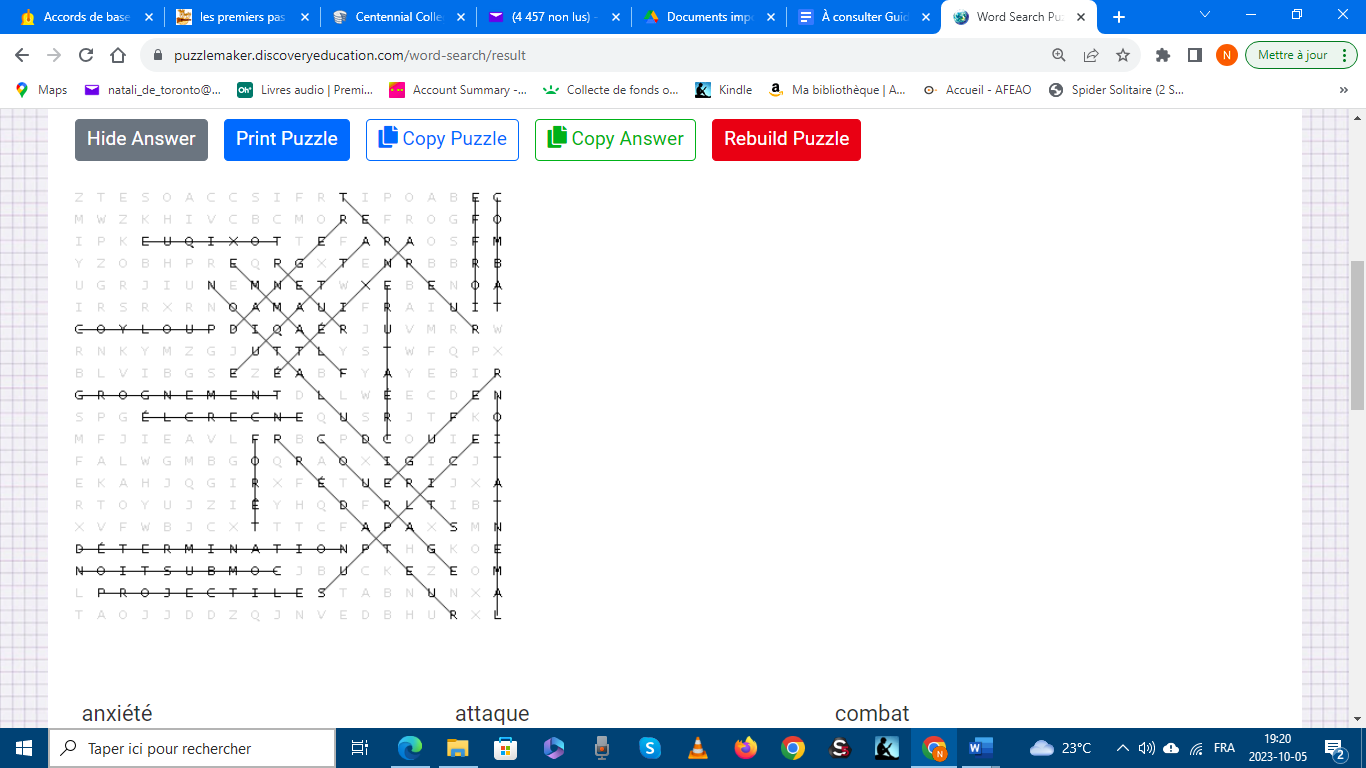 Accords de base
les premiers pas
Centennial Colle
(4 457 non lus) -
Documents impo
À consulter Guid
Word Search Pu
puzzlemaker.discoveryeducation.com/word-search/result
N
Mettre à jour
Maps
natali_de_toronto@...
Livres audio | Premi...
Account Summary -...
Collecte de fonds o...
Kindle
Ma bibliothèque | A...
Accueil - AFEAO
Spider Solitaire (2 S...
»
Hide Answer
Print Puzzle
Copy Puzzle
Copy Answer
Rebuild Puzzle
Z T E S O A C C S I F R T I P O A B E C
M W Z K H I V C B C M O R E F R O G F O
I P K E U Q I X O T T E F A R A O S F M
Y Z O B H P R E Q R G X T E N R B B R B
U G R J I U N E M N E T W X E B E N O A
I R S R X R N O A M A U I F R A I U I T
C O Y L O U P D I Q A É R J U V M R R W
R N K Y M Z G J U T T L Y S T W F Q P X
B L V I B G S E Z É A B F Y A Y E B I R
G R O G N E M E N T D L L W E E C D E N
S P G É L C R E C N E Q U S R J T F K O
M F J I E A V L F R B C P D C O U I E I
F A L W G M B G O Q R A O X I G I C J T
E K A H J Q G I R X F É T U E R I J X A
R T O Y U J Z I Ê Y H Q D F R L T I B T
X V F W B J C X T T T C F A P A X S M N
D É T E R M I N A T I O N P T H G K O E
N O I T S U B M O C J B U C K E Z E O M
L P R O J E C T I L E S T A B N U N X A
T A O J J D D Z Q J N V E D B H U R X L
anxiété
attaque
combat
Taper ici pour rechercher
23°C
FRA
19:20
2023-10-05
2